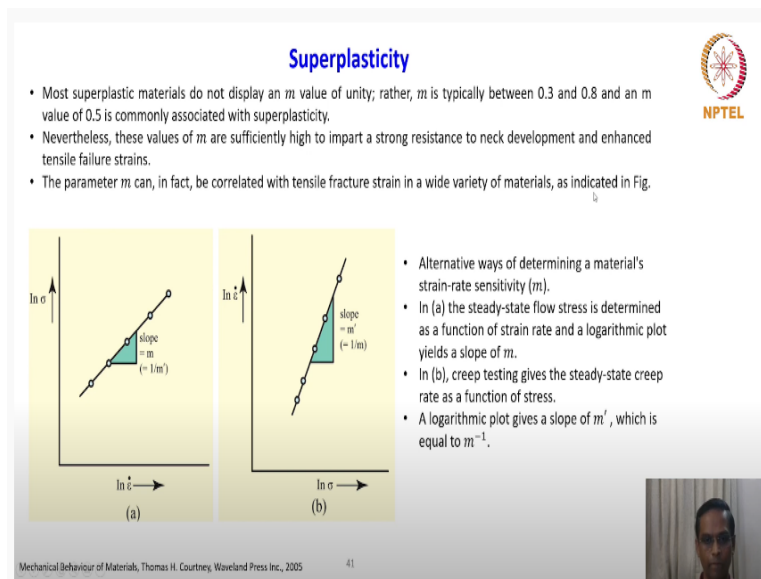 Superplasticity
NPTEL
• Most superplastic materials do not display an m value of unity; rather, m is typically between 0.3 and 0.8 and an m
value of 0.5 is commonly associated with superplasticity.
• Nevertheless, these values of m are sufficiently high to impart a strong resistance to neck development and enhanced
tensile failure strains.
• The parameter m can, in fact, be correlated with tensile fracture strain in a wide variety of materials, as indicated in Fig.
ln σ
slope
= m
(= 1/m′)
ln ε̇
(a)
ln ε̇
slope
= m′
(= 1/m)
ln σ
(b)
• Alternative ways of determining a material's
strain-rate sensitivity (m).
• In (a) the steady-state flow stress is determined
as a function of strain rate and a logarithmic plot
yields a slope of m.
• In (b), creep testing gives the steady-state creep
rate as a function of stress.
• A logarithmic plot gives a slope of m′ , which is
equal to m⁻¹.
Mechanical Behaviour of Materials, Thomas H. Courtney, Waveland Press Inc., 2005
41